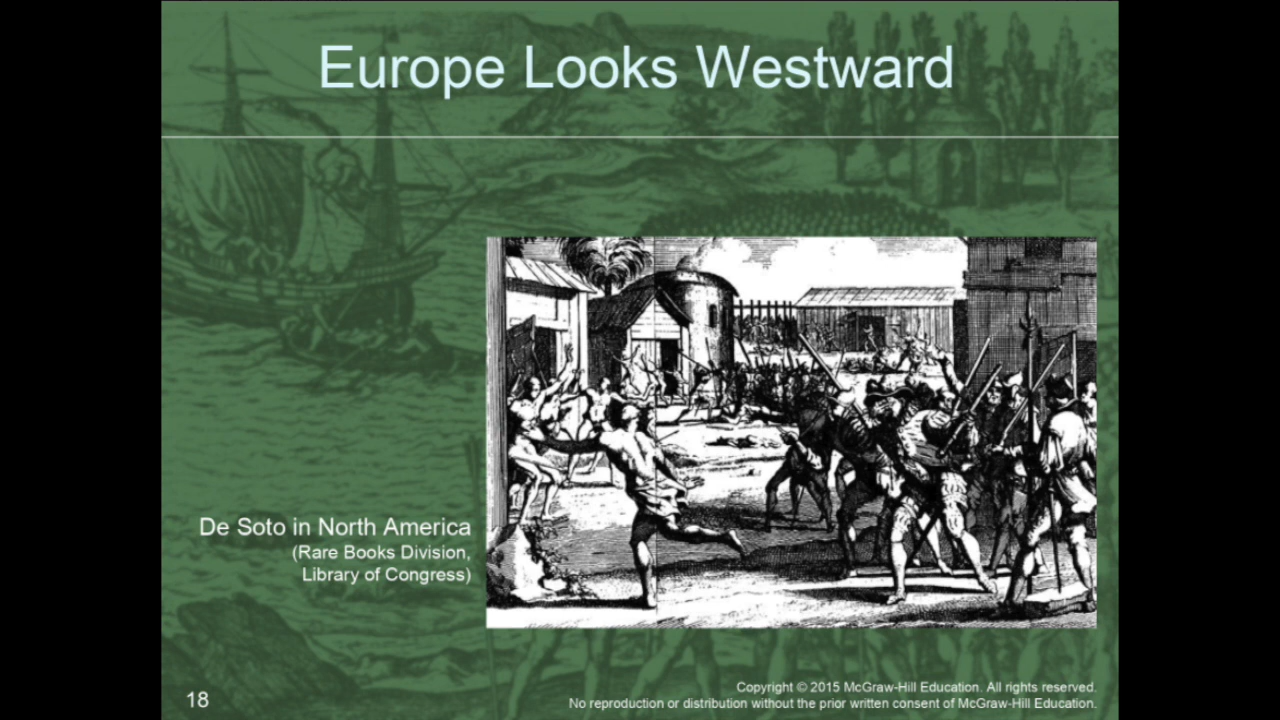 Europe Looks Westward
De Soto in North America
(Rare Books Division,
Library of Congress)
18
Copyright © 2015 McGraw-Hill Education. All rights reserved.
No reproduction or distribution without the prior written consent of McGraw-Hill Education.